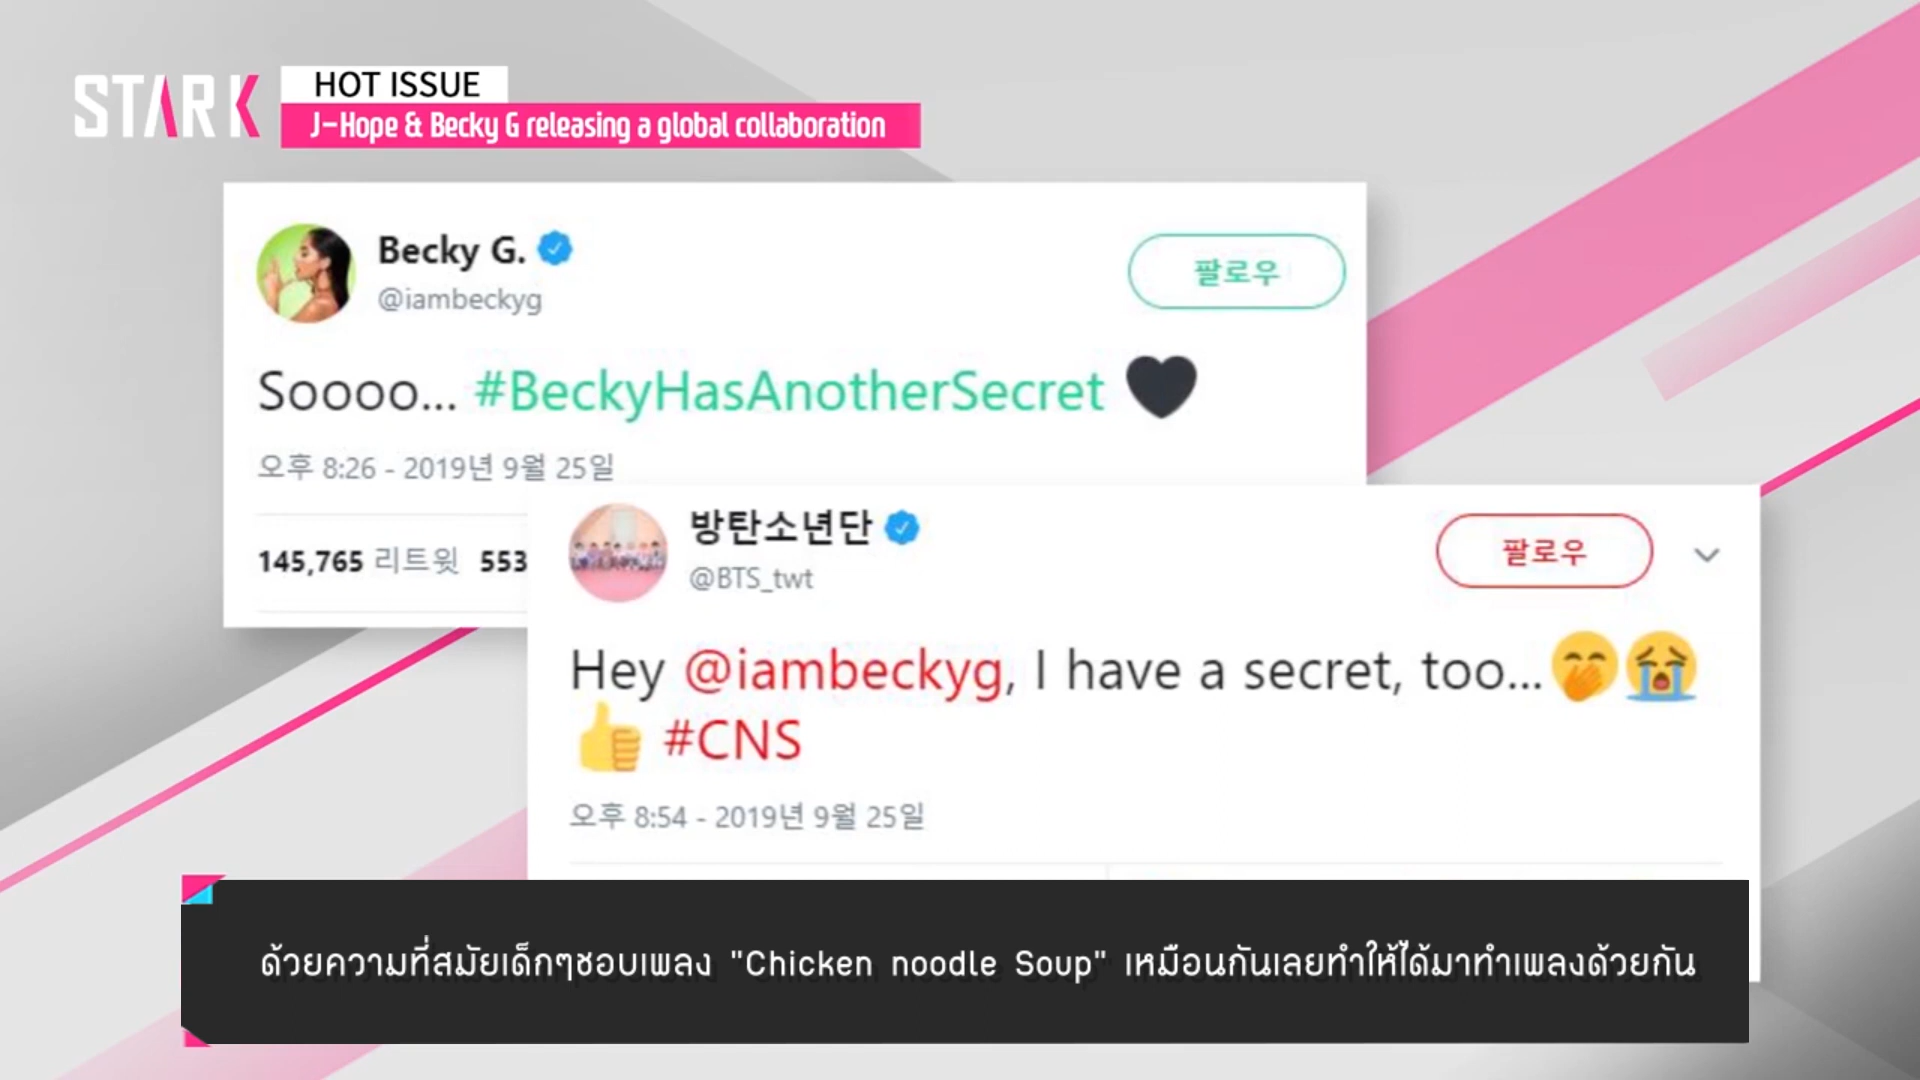 STAR K
HOT ISSUE
J-Hope & Becky G releasing a global collaboration
Becky G.
@iambeckyg
팔로우
Soooo... #BeckyHasAnotherSecret 🖤
오후 8:26 - 2019년 9월 25일
145,765 리트윗 553
방탄소년단
@BTS_twt
팔로우
Hey @iambeckyg, I have a secret, too...🤭😭
👍 #CNS
오후 8:54 - 2019년 9월 25일
ด้วยความที่สมัยเด็กๆชอบเพลง "Chicken noodle Soup" เหมือนกันเลยทำให้ได้มาทำเพลงด้วยกัน